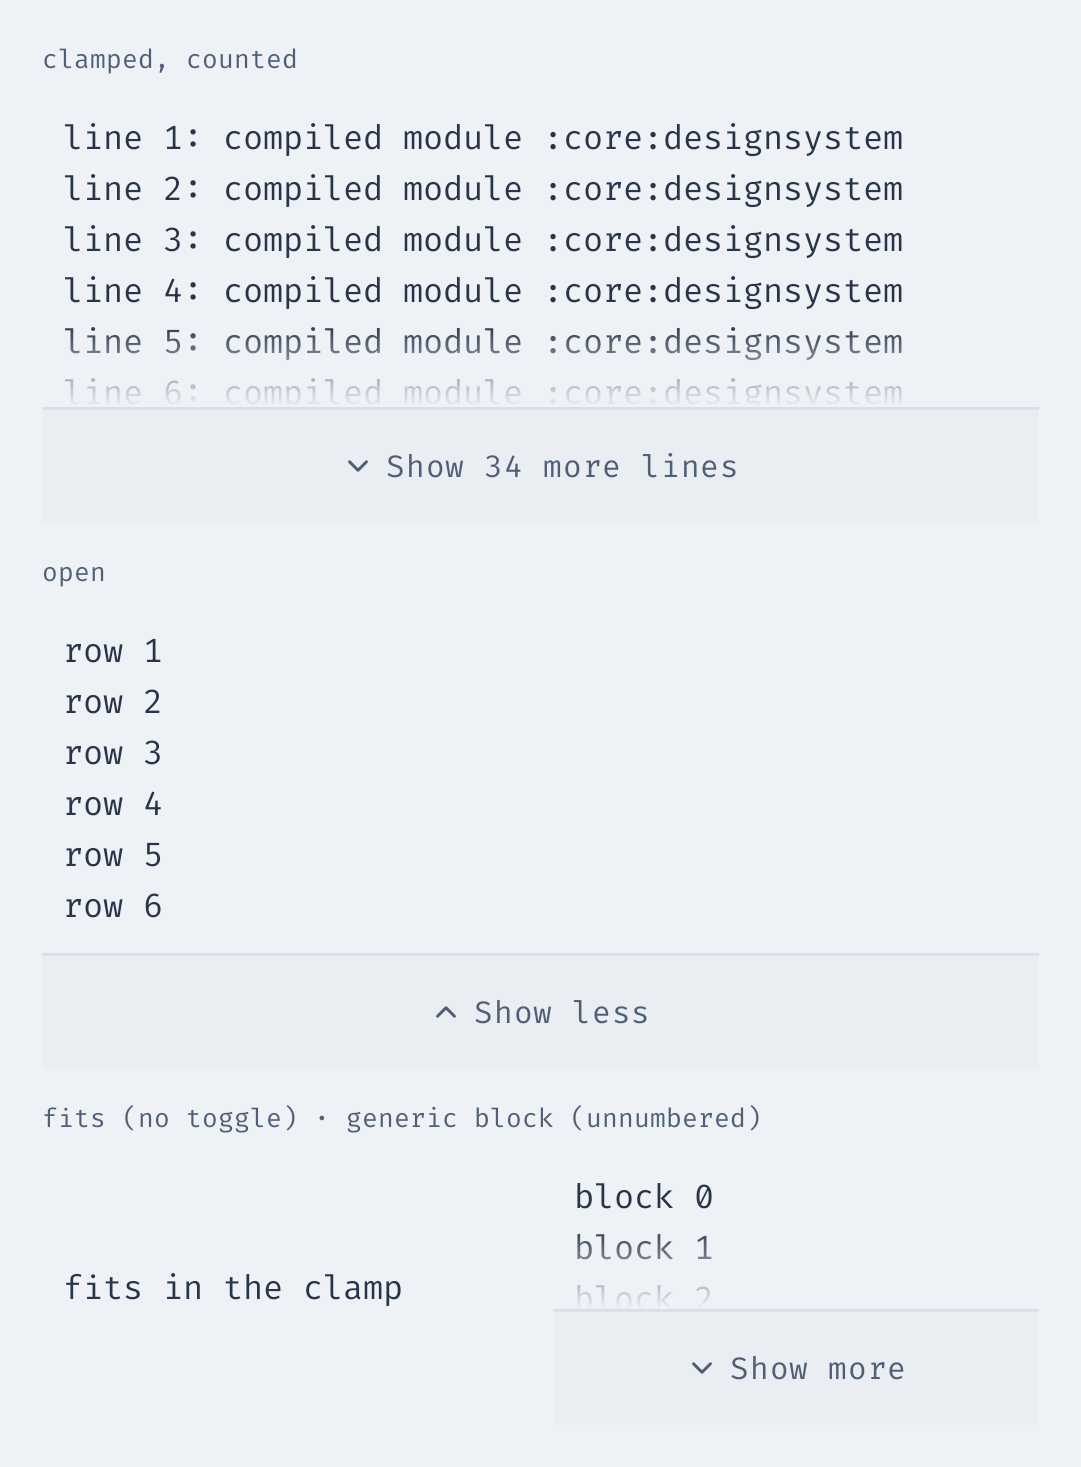 clamped, counted
line 1: compiled module :core:designsystem
line 2: compiled module :core:designsystem
line 3: compiled module :core:designsystem
line 4: compiled module :core:designsystem
line 5: compiled module :core:designsystem
line 6: compiled module :core:designsystem
Show 34 more lines
open
row 1
row 2
row 3
row 4
row 5
row 6
Show less
fits (no toggle) · generic block (unnumbered)
fits in the clamp
block 0
block 1
block 2
Show more